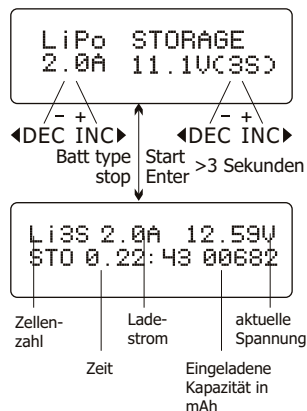 LiPo STORAGE
2.0A 11.1V(3S)
- +
- +
◀DEC INC▶
◀DEC INC▶
Batt type
stop
Start
Enter
>3 Sekunden
Li3S 2.0A 12.59V
STO 0.22:43 00682
Zellen-
zahl
Lade-
strom
aktuelle
Spannung
Zeit
Eingeladene
Kapazität in
mAh